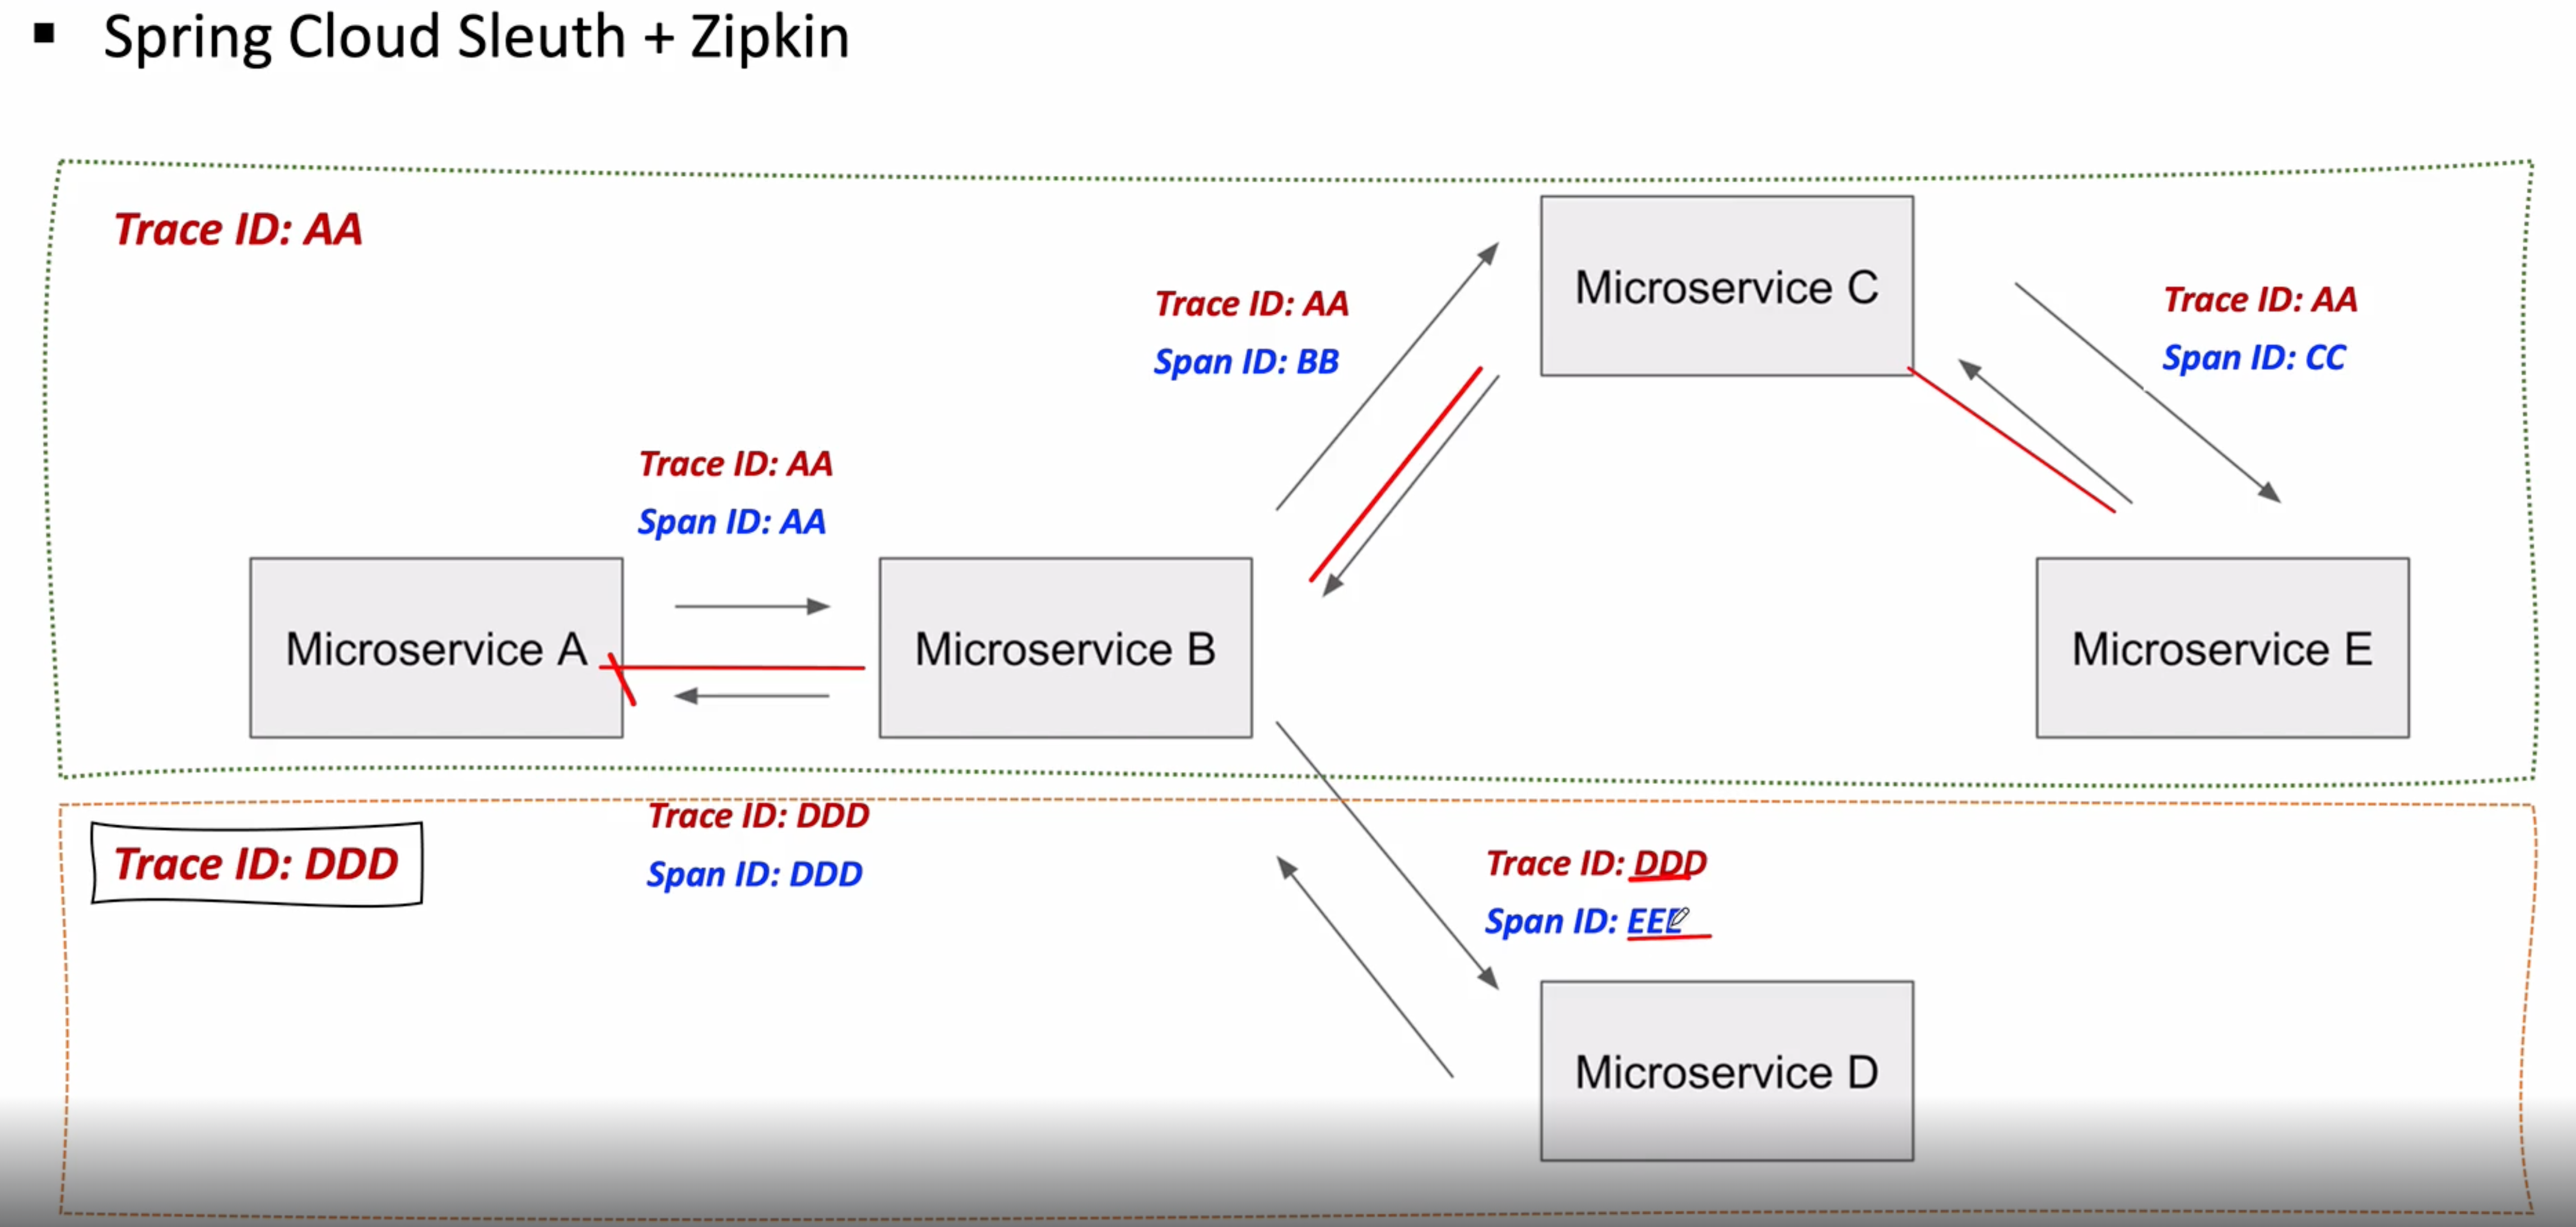 ▪ Spring Cloud Sleuth + Zipkin
Trace ID: AA
Microservice C
Trace ID: AA
Span ID: BB
Trace ID: AA
Span ID: CC
Trace ID: AA
Span ID: AA
Microservice A
Microservice B
Microservice E
Trace ID: DDD
Trace ID: DDD
Span ID: DDD
Trace ID: DDD
Span ID: EEE
Microservice D